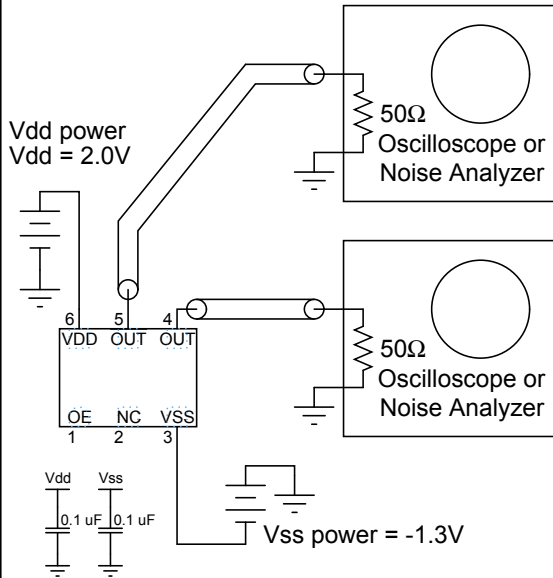 50Ω
Oscilloscope or
Noise Analyzer
Vdd power
Vdd = 2.0V
50Ω
Oscilloscope or
Noise Analyzer
6 5 4
VDD OUT OUT
OE NC VSS
1 2 3
Vdd Vss
0.1 uF 0.1 uF
Vss power = -1.3V